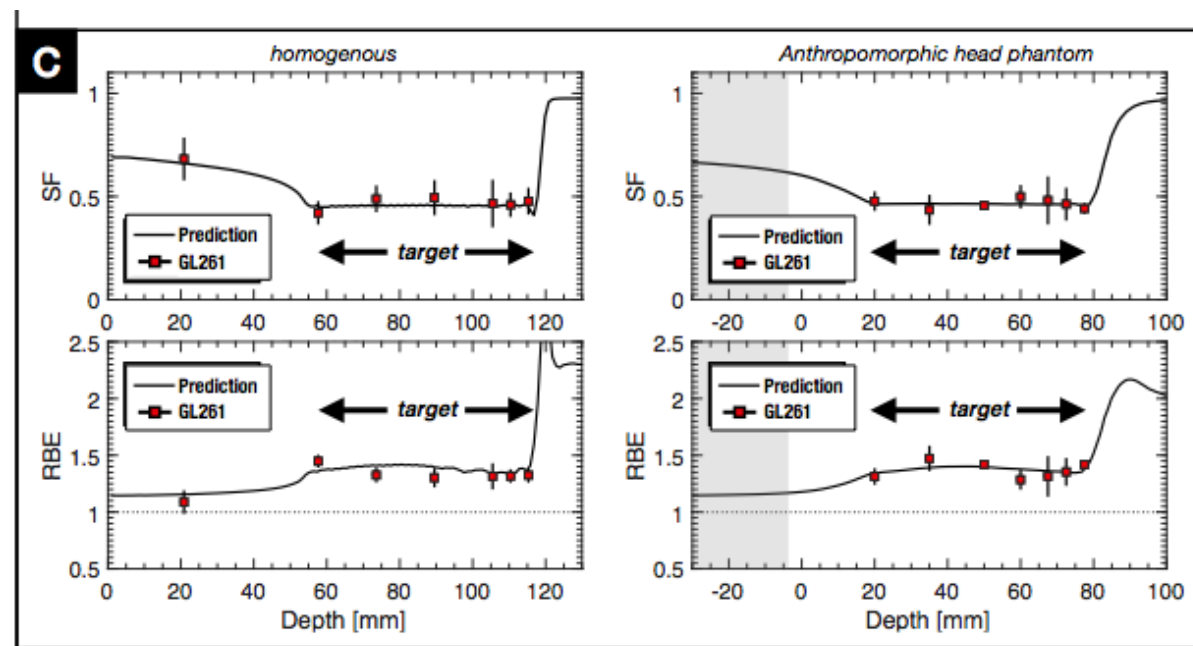 C
homogenous
Anthropomorphic head phantom
1
0.5
0
SF
Prediction
GL261
target
0 20 40 60 80 100 120
1
0.5
0
SF
Prediction
GL261
target
-20 0 20 40 60 80 100
2.5
2
1.5
1
0.5
RBE
Prediction
GL261
target
0 20 40 60 80 100 120
Depth [mm]
2.5
2
1.5
1
0.5
RBE
Prediction
GL261
target
-20 0 20 40 60 80 100
Depth [mm]